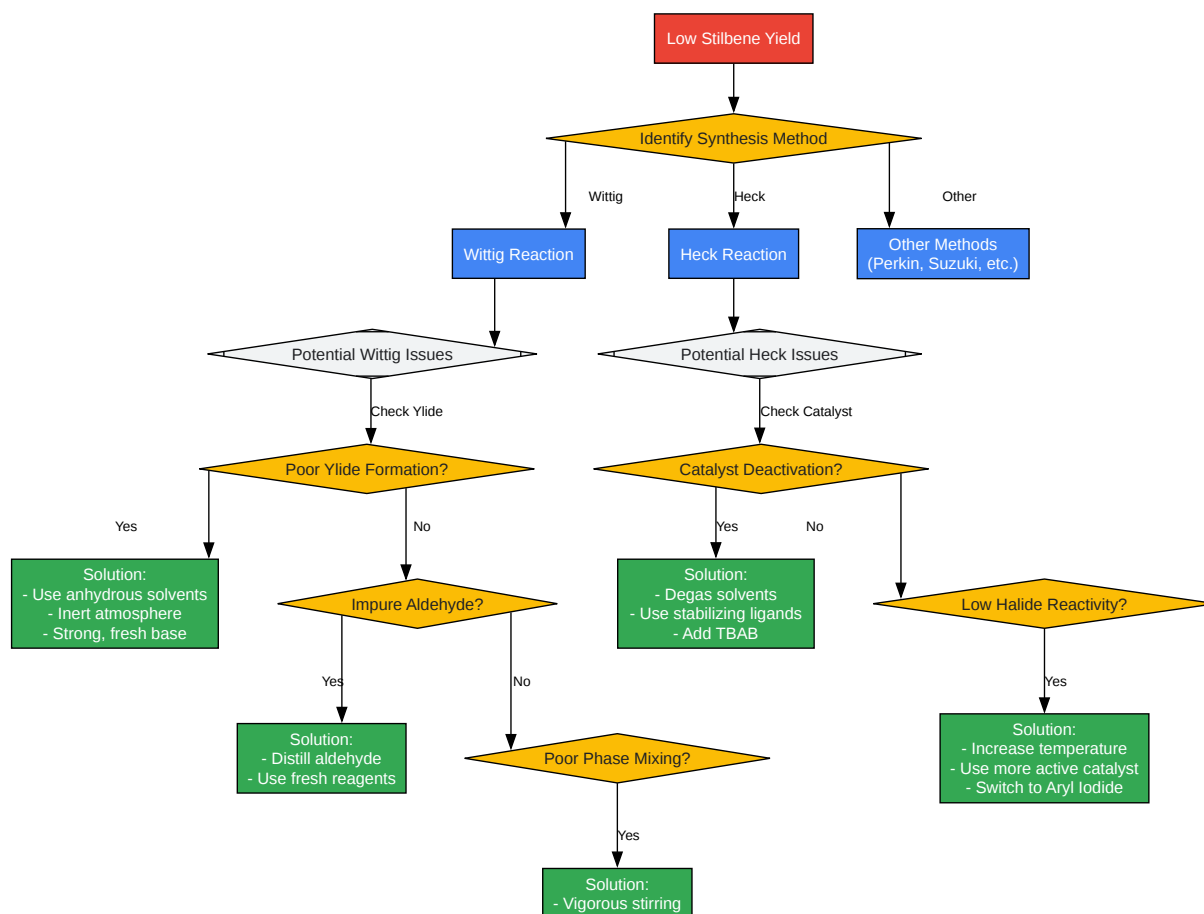 Low Stilbene Yield
Identify Synthesis Method
Wittig
Heck
Other
Wittig Reaction
Heck Reaction
Other Methods
(Perkin, Suzuki, etc.)
Potential Wittig Issues
Potential Heck Issues
Check Ylide
Check Catalyst
Poor Ylide Formation?
Catalyst Deactivation?
Yes
No
Yes
No
Solution:
- Use anhydrous solvents
- Inert atmosphere
- Strong, fresh base
Impure Aldehyde?
Solution:
- Degas solvents
- Use stabilizing ligands
- Add TBAB
Low Halide Reactivity?
Yes
No
Yes
Solution:
- Distill aldehyde
- Use fresh reagents
Poor Phase Mixing?
Solution:
- Increase temperature
- Use more active catalyst
- Switch to Aryl Iodide
Yes
Solution:
- Vigorous stirring